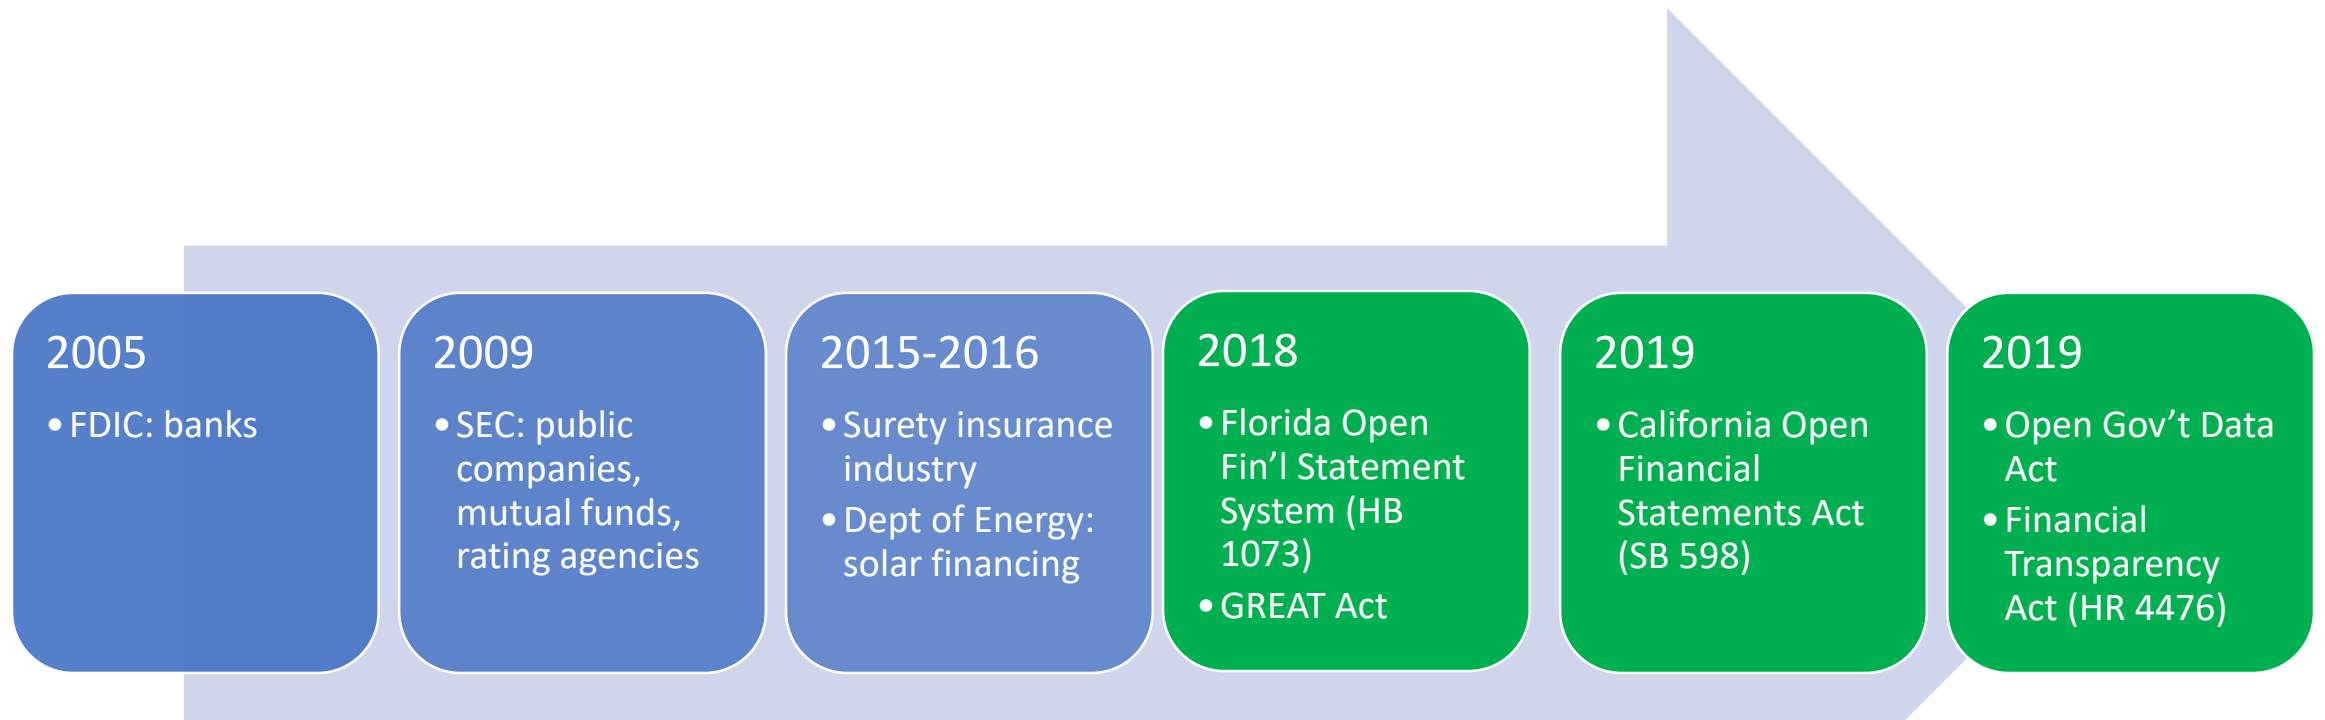 2005
•FDIC: banks
2009
•SEC: public
companies,
mutual funds,
rating agencies
2015-2016
•Surety insurance
industry
•Dept of Energy:
solar financing
2018
•Florida Open
Fin’l Statement
System (HB
1073)
•GREAT Act
2019
•California Open
Financial
Statements Act
(SB 598)
2019
•Open Gov’t Data
Act
•Financial
Transparency
Act (HR 4476)